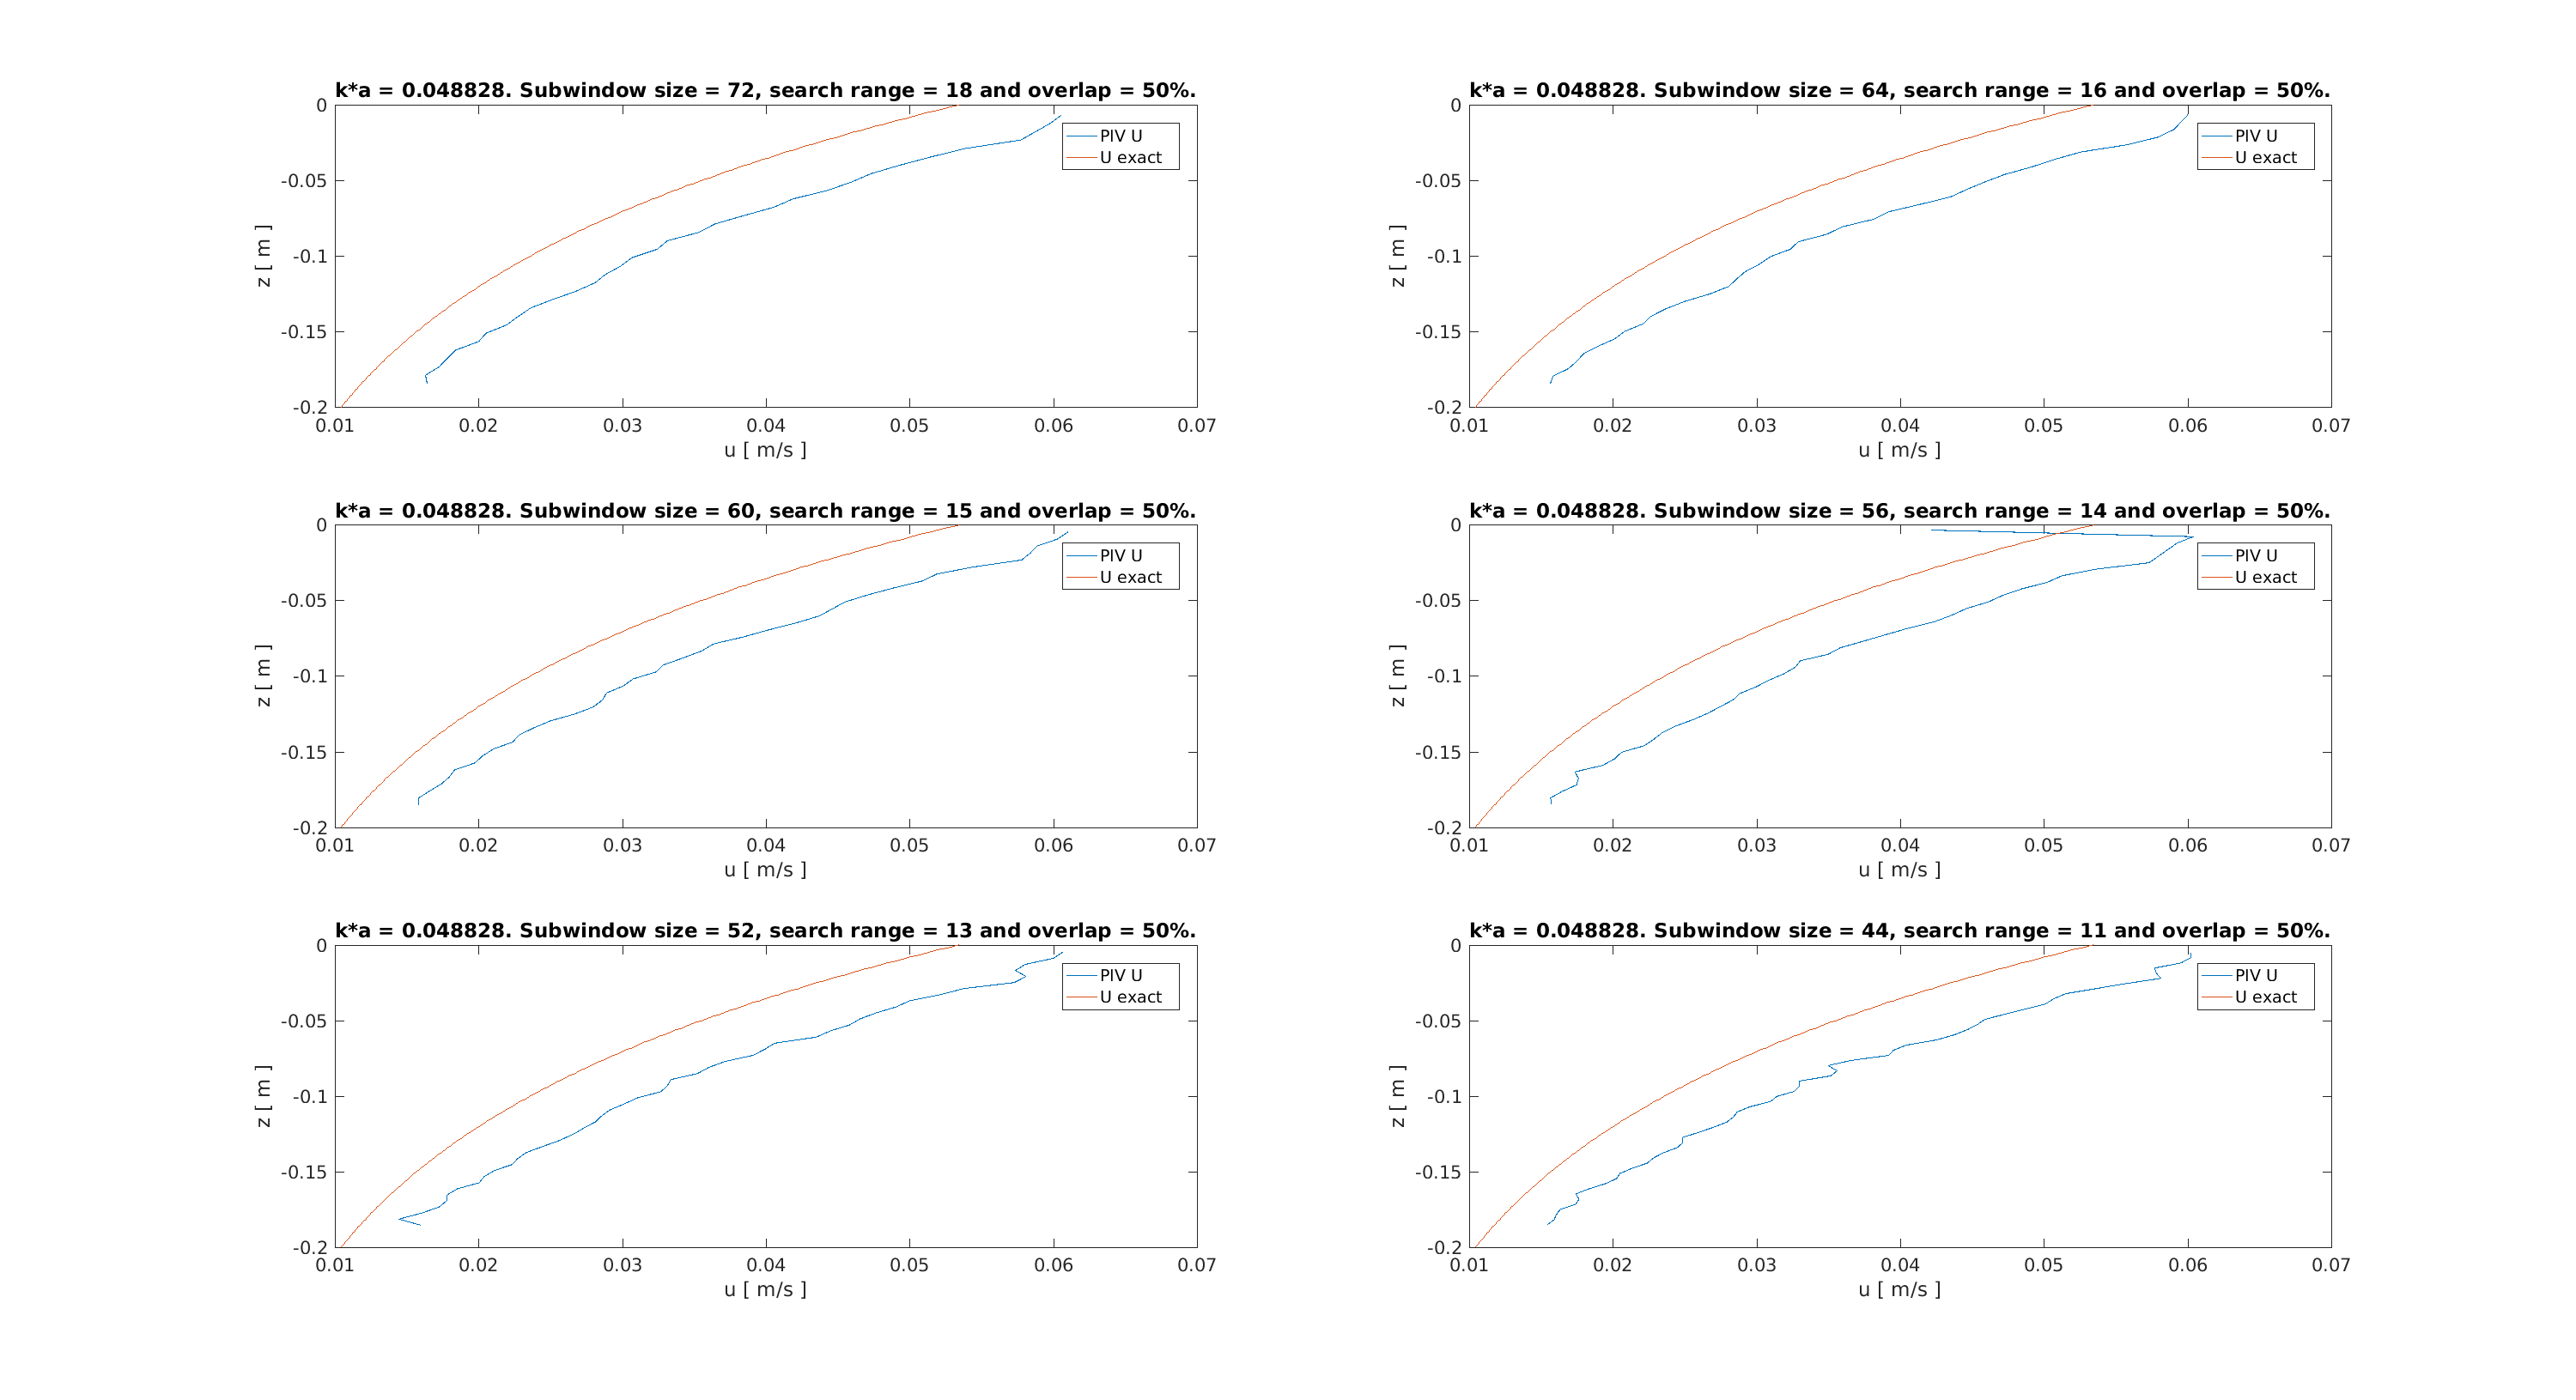 k*a = 0.048828. Subwindow size = 72, search range = 18 and overlap = 50%.
0
-0.05
-0.1
-0.15
-0.2
z [ m ]
0.01 0.02 0.03 0.04 0.05 0.06 0.07
u [ m/s ]
PIV U
U exact
k*a = 0.048828. Subwindow size = 64, search range = 16 and overlap = 50%.
0
-0.05
-0.1
-0.15
-0.2
z [ m ]
0.01 0.02 0.03 0.04 0.05 0.06 0.07
u [ m/s ]
PIV U
U exact
k*a = 0.048828. Subwindow size = 60, search range = 15 and overlap = 50%.
0
-0.05
-0.1
-0.15
-0.2
z [ m ]
0.01 0.02 0.03 0.04 0.05 0.06 0.07
u [ m/s ]
PIV U
U exact
k*a = 0.048828. Subwindow size = 56, search range = 14 and overlap = 50%.
0
-0.05
-0.1
-0.15
-0.2
z [ m ]
0.01 0.02 0.03 0.04 0.05 0.06 0.07
u [ m/s ]
PIV U
U exact
k*a = 0.048828. Subwindow size = 52, search range = 13 and overlap = 50%.
0
-0.05
-0.1
-0.15
-0.2
z [ m ]
0.01 0.02 0.03 0.04 0.05 0.06 0.07
u [ m/s ]
PIV U
U exact
k*a = 0.048828. Subwindow size = 44, search range = 11 and overlap = 50%.
0
-0.05
-0.1
-0.15
-0.2
z [ m ]
0.01 0.02 0.03 0.04 0.05 0.06 0.07
u [ m/s ]
PIV U
U exact